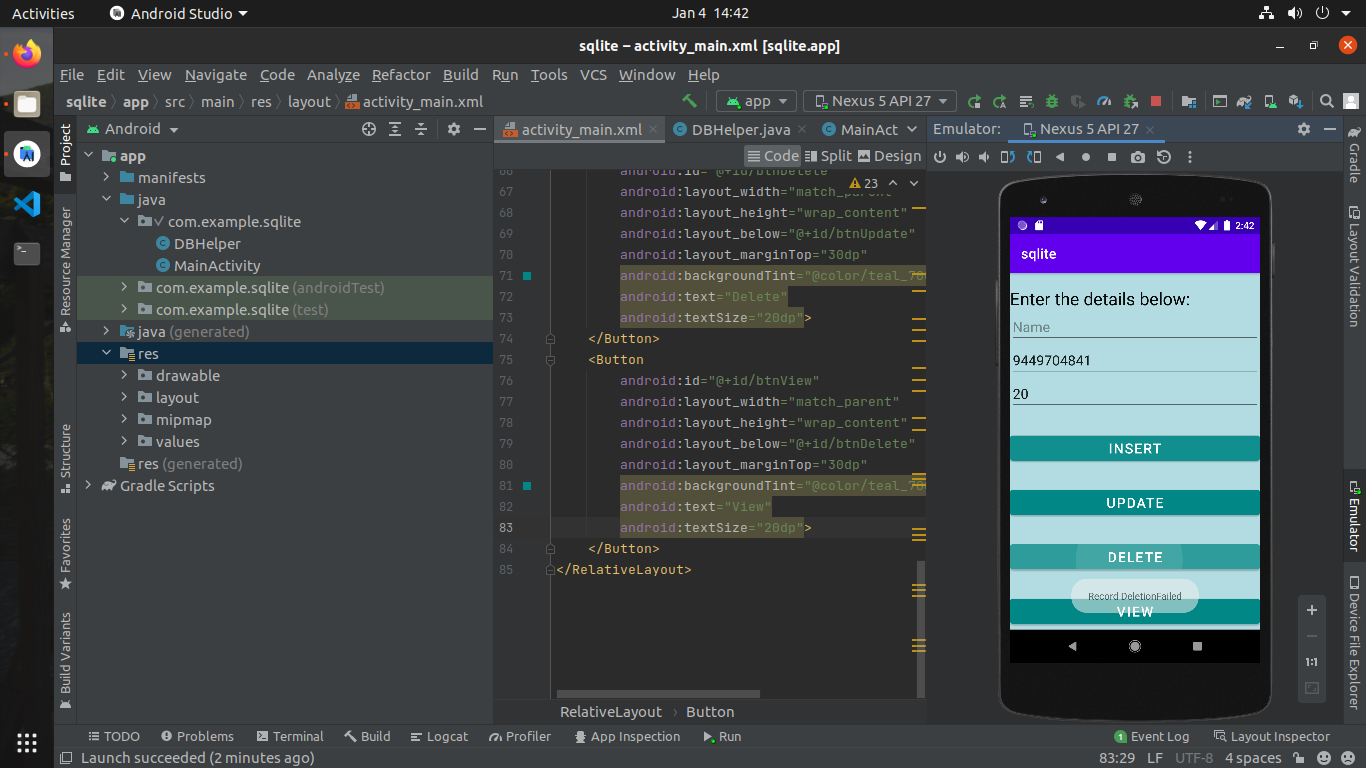 Activities
Android Studio
Jan 4 14:42
sqlite – activity_main.xml [sqlite.app]
File Edit View Navigate Code Analyze Refactor Build Run Tools VCS Window Help
sqlite app src main res layout activity_main.xml
app
Nexus 5 API 27
Project
Resource Manager
Structure
Favorites
Build Variants
Android
app
manifests
java
com.example.sqlite
DBHelper
MainActivity
com.example.sqlite (androidTest)
com.example.sqlite (test)
java (generated)
res
drawable
layout
mipmap
values
res (generated)
Gradle Scripts
activity_main.xml
DBHelper.java
MainAct
Code Split Design
23
66 android:id="@+id/btnDelete"
67 android:layout_width="match_parent"
68 android:layout_height="wrap_content"
69 android:layout_below="@+id/btnUpdate"
70 android:layout_marginTop="30dp"
71 android:backgroundTint="@color/teal_70
72 android:text="Delete"
73 android:textSize="20dp">
74 </Button>
75 <Button
76 android:id="@+id/btnView"
77 android:layout_width="match_parent"
78 android:layout_height="wrap_content"
79 android:layout_below="@+id/btnDelete"
80 android:layout_marginTop="30dp"
81 android:backgroundTint="@color/teal_70
82 android:text="View"
83 android:textSize="20dp">
84 </Button>
85 </RelativeLayout>
RelativeLayout Button
Emulator:
Nexus 5 API 27
2:42
sqlite
Enter the details below:
Name
9449704841
20
INSERT
UPDATE
DELETE
Record DeletionFailed
VIEW
1:1
Gradle
Layout Validation
Emulator
Device File Explorer
TODO Problems Terminal Build Logcat Profiler App Inspection Run
1 Event Log Layout Inspector
Launch succeeded (2 minutes ago)
83:29 LF UTF-8 4 spaces